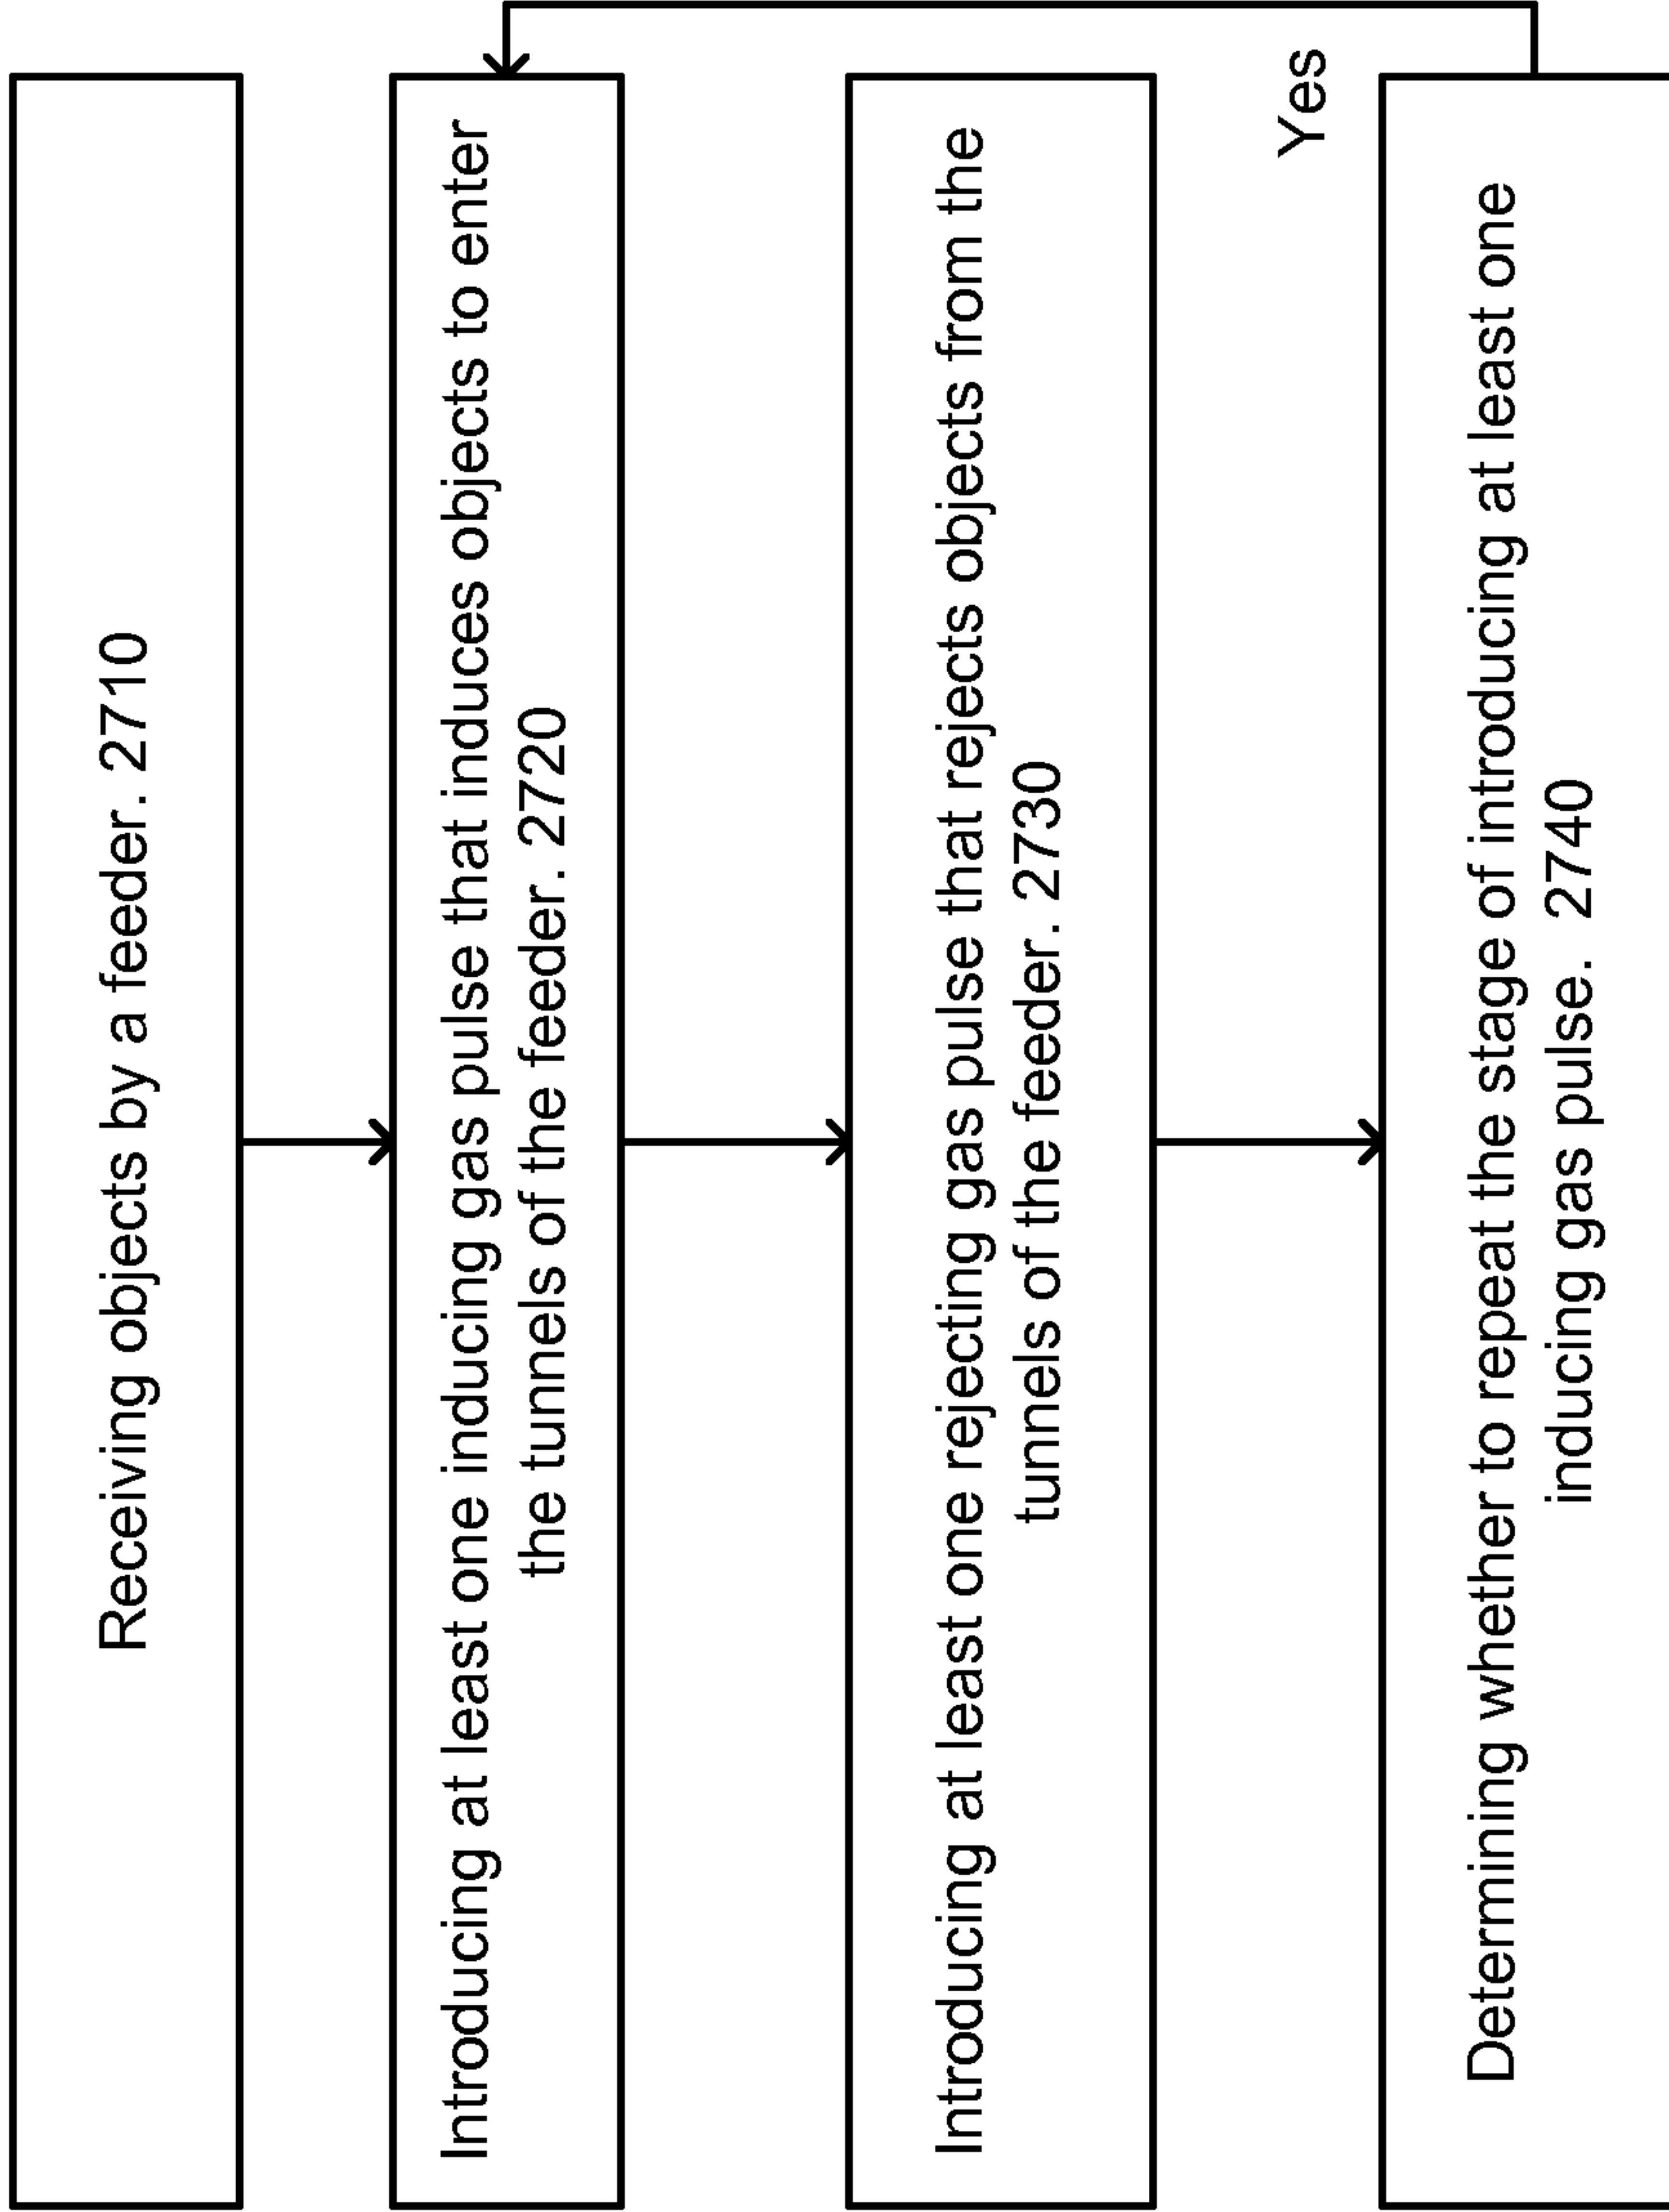 Receiving objects by a feeder. 2710
Introducing at least one inducing gas pulse that induces objects to enter
the tunnels of the feeder. 2720
Introducing at least one rejecting gas pulse that rejects objects from the
tunnels of the feeder. 2730
Yes
Determining whether to repeat the stage of introducing at least one
inducing gas pulse. 2740